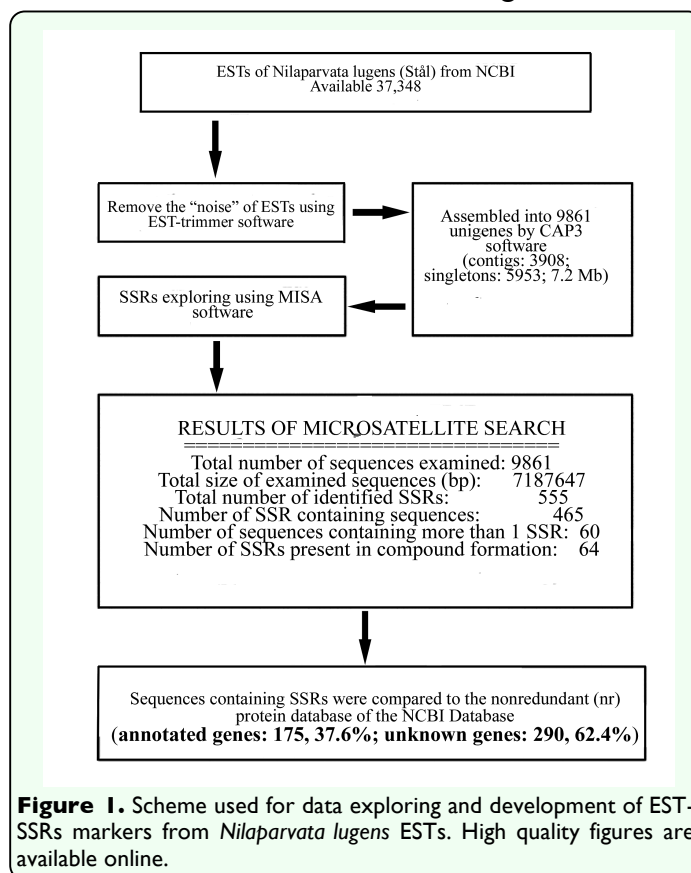 ESTs of Nilaparvata lugens (Stål) from NCBI
Available 37,348
Remove the “noise” of ESTs using
EST-trimmer software
Assembled into 9861
unigenes by CAP3
software
(contigs: 3908;
singletons: 5953; 7.2 Mb)
SSRs exploring using MISA
software
RESULTS OF MICROSATELLITE SEARCH
================================
Total number of sequences examined: 9861
Total size of examined sequences (bp): 7187647
Total number of identified SSRs: 555
Number of SSR containing sequences: 465
Number of sequences containing more than 1 SSR: 60
Number of SSRs present in compound formation: 64
Sequences containing SSRs were compared to the nonredundant (nr)
protein database of the NCBI Database
(annotated genes: 175, 37.6%; unknown genes: 290, 62.4%)
Figure 1. Scheme used for data exploring and development of EST-
SSRs markers from Nilaparvata lugens ESTs. High quality figures are
available online.